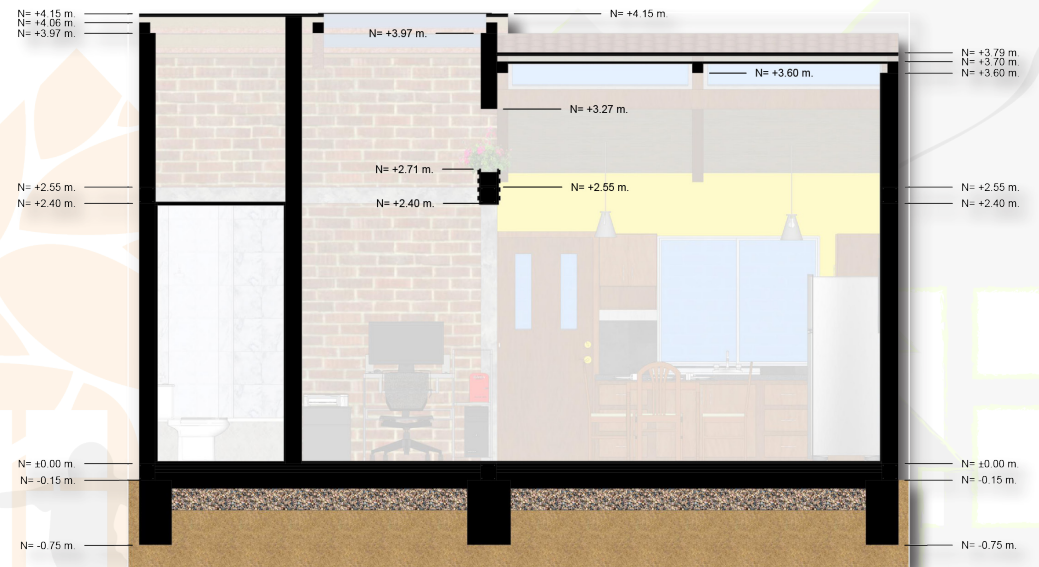 N= +4.15 m.
N= +4.15 m.
N= +4.06 m.
N= +3.97 m.
N= +3.97 m.
N= +3.79 m.
N= +3.70 m.
N= +3.60 m.
N= +3.60 m.
N= +3.27 m.
N= +2.71 m.
N= +2.55 m.
N= +2.55 m.
N= +2.55 m.
N= +2.40 m.
N= +2.40 m.
N= +2.40 m.
N= ±0.00 m.
N= ±0.00 m.
N= -0.15 m.
N= -0.15 m.
N= -0.75 m.
N= -0.75 m.